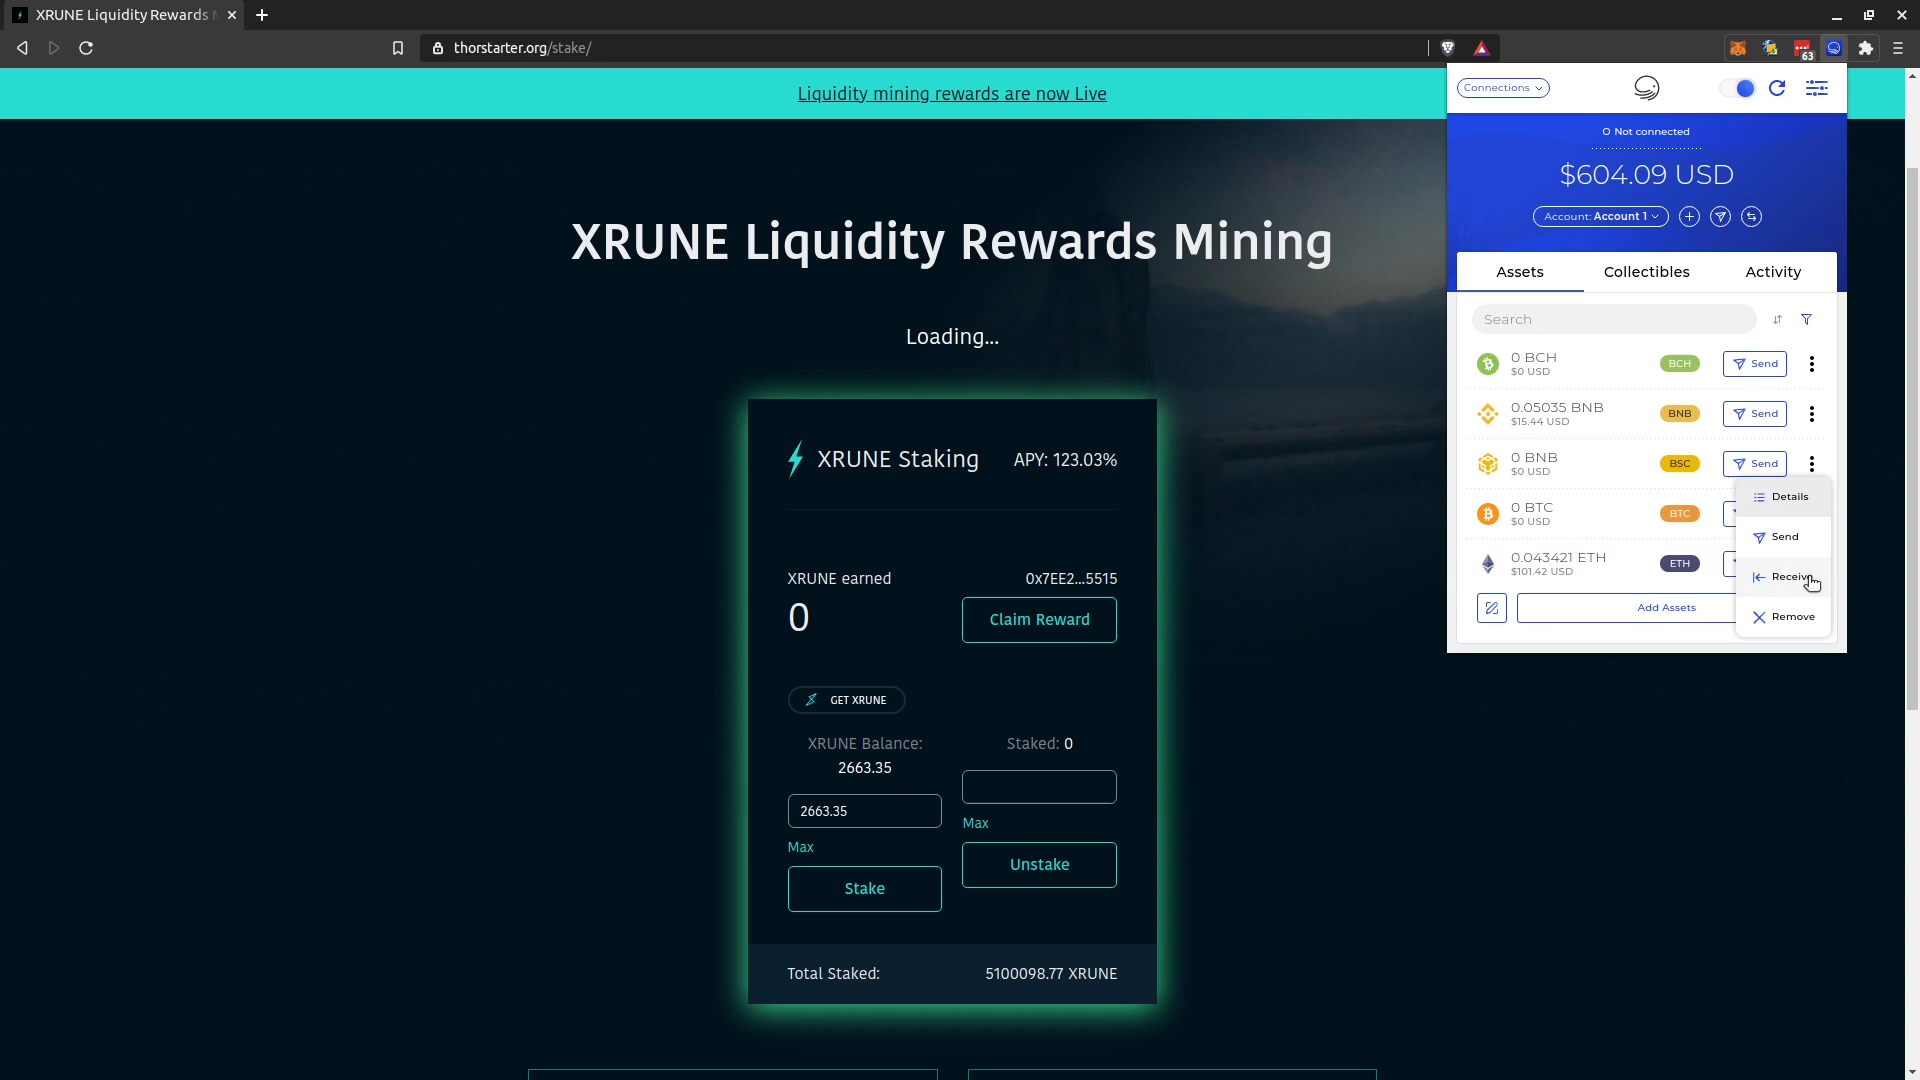 XRUNE Liquidity Rewards
thorstarter.org/stake/
63
Liquidity mining rewards are now Live
XRUNE Liquidity Rewards Mining
Loading...
XRUNE Staking
APY: 123.03%
XRUNE earned
0x7EE2...5515
0
Claim Reward
GET XRUNE
XRUNE Balance:
2663.35
Staked: 0
2663.35
Max
Max
Stake
Unstake
Total Staked:
5100098.77 XRUNE
Connections
Not connected
$604.09 USD
Account: Account 1
Assets
Collectibles
Activity
Search
0 BCH
$0 USD
BCH
Send
0.05035 BNB
$15.44 USD
BNB
Send
0 BNB
$0 USD
BSC
Send
0 BTC
$0 USD
BTC
0.043421 ETH
$101.42 USD
ETH
Add Assets
Details
Send
Receive
Remove